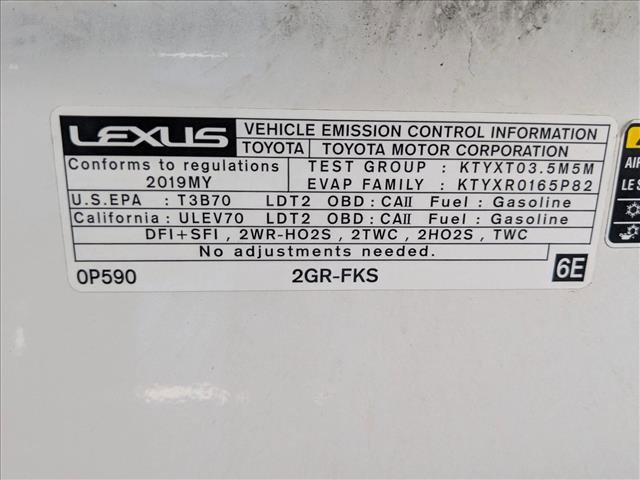 LEXUS VEHICLE EMISSION CONTROL INFORMATION
TOYOTA TOYOTA MOTOR CORPORATION
Conforms to regulations TEST GROUP : KTYXT03.5M5M
2019MY EVAP FAMILY : KTYXR0165P82
U.S.EPA : T3B70 LDT2 OBD : CAII Fuel : Gasoline
California : ULEV70 LDT2 OBD : CAII Fuel : Gasoline
DFI+SFI , 2WR-HO2S , 2TWC , 2HO2S , TWC
No adjustments needed.
0P590 2GR-FKS 6E
AIR
LE S